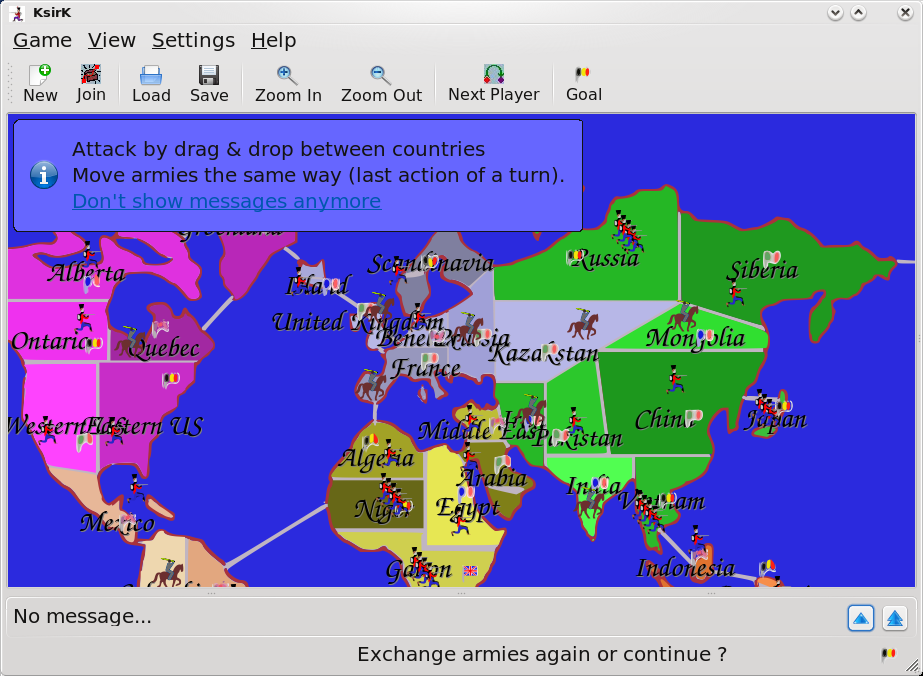 KsirK
Game View Settings Help
New Join Load Save Zoom In Zoom Out Next Player Goal
Attack by drag & drop between countries
Move armies the same way (last action of a turn).
Don't show messages anymore
Scandinavia
Russia
Siberia
Alberta
Island
United Kingdom
Ontario
Quebec
Kazakstan
Mongolia
France
Western US
Eastern US
Middle East
Iran
Pakistan
China
Japan
Algeria
Arabia
India
Vietnam
Niger
Egypt
Mexico
Gabon
Indonesia
No message...
Exchange armies again or continue ?